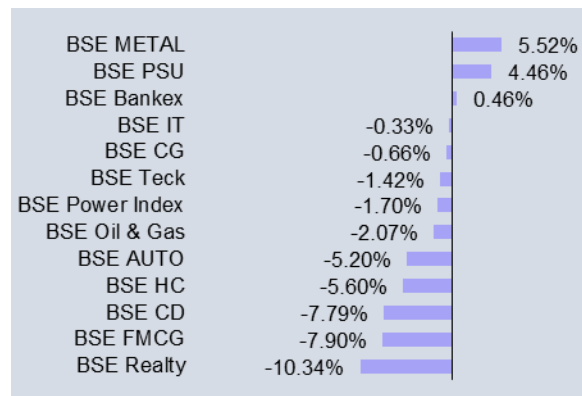 BSE METAL 5.52%
BSE PSU 4.46%
BSE Bankex 0.46%
BSE IT -0.33%
BSE CG -0.66%
BSE Teck -1.42%
BSE Power Index -1.70%
BSE Oil & Gas -2.07%
BSE AUTO -5.20%
BSE HC -5.60%
BSE CD -7.79%
BSE FMCG -7.90%
BSE Realty -10.34%